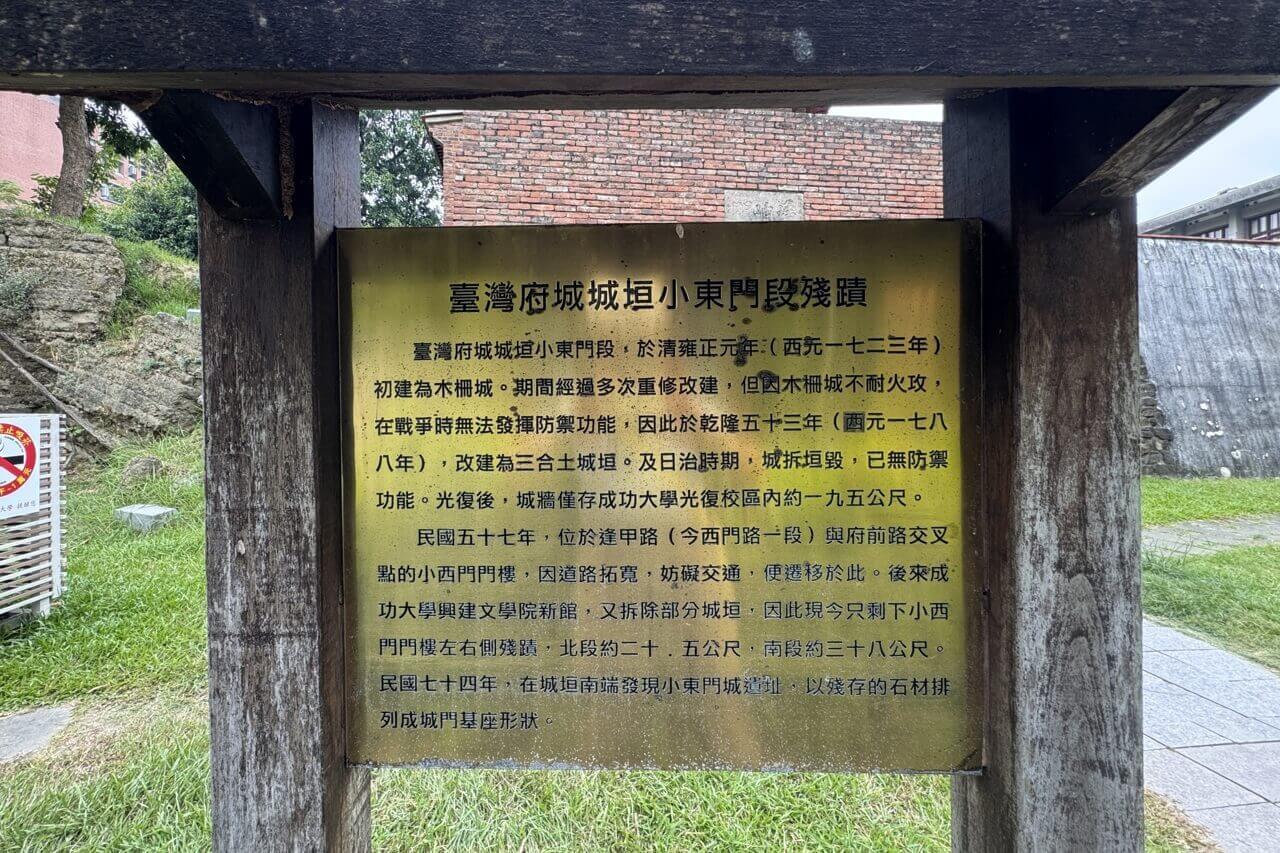 臺灣府城城垣小東門段殘蹟
臺灣府城城垣小東門段，於清雍正元年（西元一七二三年）
初建為木柵城。期間經過多次重修改建，但因木柵城不耐火攻，
在戰爭時無法發揮防禦功能，因此於乾隆五十三年（西元一七八
八年），改建為三合土城垣。及日治時期，城拆垣毀，已無防禦
功能。光復後，城牆僅存成功大學光復校區內約一九五公尺。
民國五十七年，位於逢甲路（今西門路一段）與府前路交叉
點的小西門門樓，因道路拓寬，妨礙交通，便遷移於此。後來成
功大學興建文學院新館，又拆除部分城垣，因此現今只剩下小西
門門樓左右側殘蹟，北段約二十．五公尺，南段約三十八公尺。
民國七十四年，在城垣南端發現小東門城遺址，以殘存的石材排
列成城門基座形狀。